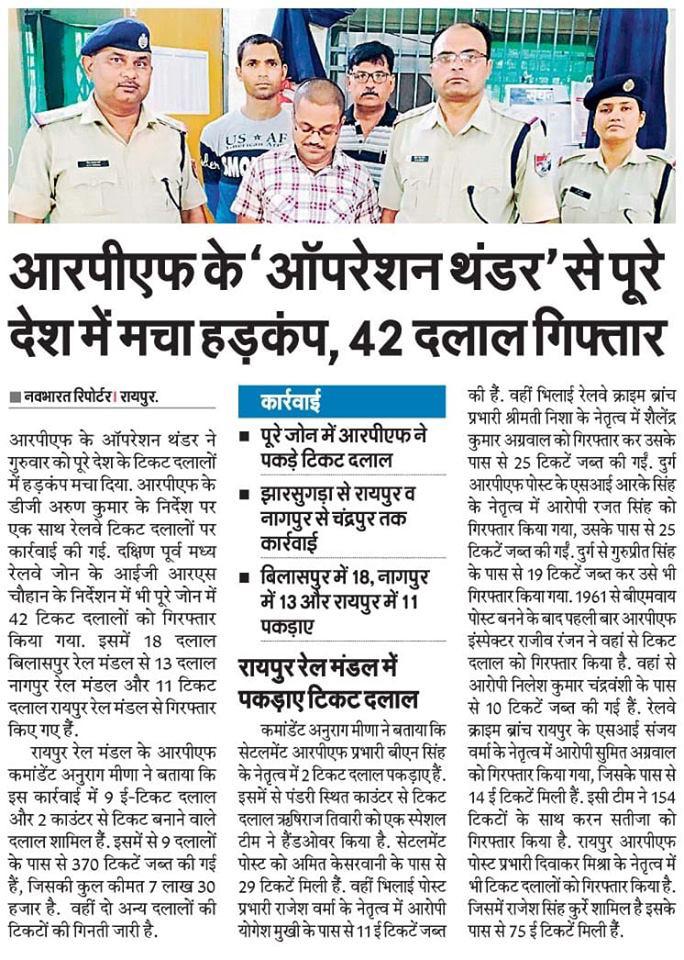 आरपीएफ के ‘ऑपरेशन थंडर’ से पूरे
देश में मचा हड़कंप, 42 दलाल गिफ्तार
■ नवभारत रिपोर्टर। रायपुर.
आरपीएफ के ऑपरेशन थंडर ने
गुरुवार को पूरे देश के टिकट दलालों
में हड़कंप मचा दिया. आरपीएफ के
डीजी अरुण कुमार के निर्देश पर
एक साथ रेलवे टिकट दलालों पर
कार्रवाई की गई. दक्षिण पूर्व मध्य
रेलवे जोन के आईजी आरएस
चौहान के निर्देशन में भी पूरे जोन में
42 टिकट दलालों को गिरफ्तार
किया गया. इसमें 18 दलाल
बिलासपुर रेल मंडल से 13 दलाल
नागपुर रेल मंडल और 11 टिकट
दलाल रायपुर रेल मंडल से गिरफ्तार
किए गए हैं.
रायपुर रेल मंडल के आरपीएफ
कमांडेंट अनुराग मीणा ने बताया कि
इस कार्रवाई में 9 ई-टिकट दलाल
और 2 काउंटर से टिकट बनाने वाले
दलाल शामिल हैं. इसमें से 9 दलालों
के पास से 370 टिकटें जब्त की गई
हैं, जिसकी कुल कीमत 7 लाख 30
हजार है. वहीं दो अन्य दलालों की
टिकटों की गिनती जारी है.
कार्रवाई
■ पूरे जोन में आरपीएफ ने
पकड़े टिकट दलाल
■ झारसुगड़ा से रायपुर व
नागपुर से चंद्रपुर तक
कार्रवाई
■ बिलासपुर में 18, नागपुर
में 13 और रायपुर में 11
पकड़ाए
रायपुर रेल मंडल में
पकड़ाए टिकट दलाल
कमांडेंट अनुराग मीणा ने बताया कि
सेटलमेंट आरपीएफ प्रभारी बीएन सिंह
के नेतृत्व में 2 टिकट दलाल पकड़ाए हैं.
इसमें से पंडरी स्थित काउंटर से टिकट
दलाल ऋषिराज तिवारी को एक स्पेशल
टीम ने हैंडओवर किया है. सेटलमेंट
पोस्ट को अमित केसरवानी के पास से
29 टिकटें मिली हैं. वहीं भिलाई पोस्ट
प्रभारी राजेश वर्मा के नेतृत्व में आरोपी
योगेश मुखी के पास से 11 ई टिकटें जब्त
की हैं. वहीं भिलाई रेलवे क्राइम ब्रांच
प्रभारी श्रीमती निशा के नेतृत्व में शैलेंद्र
कुमार अग्रवाल को गिरफ्तार कर उसके
पास से 25 टिकटें जब्त की गईं. दुर्ग
आरपीएफ पोस्ट के एसआई आरके सिंह
के नेतृत्व में आरोपी रजत सिंह को
गिरफ्तार किया गया, उसके पास से 25
टिकटें जब्त की गईं. दुर्ग से गुरुप्रीत सिंह
के पास से 19 टिकटें जब्त कर उसे भी
गिरफ्तार किया गया. 1961 से बीएमवाय
पोस्ट बनने के बाद पहली बार आरपीएफ
इंस्पेक्टर राजीव रंजन ने वहां से टिकट
दलाल को गिरफ्तार किया है. वहां से
आरोपी निलेश कुमार चंद्रवंशी के पास
से 10 टिकटें जब्त की गई हैं. रेलवे
क्राइम ब्रांच रायपुर के एसआई संजय
वर्मा के नेतृत्व में आरोपी सुमित अग्रवाल
को गिरफ्तार किया गया, जिसके पास से
14 ई टिकटें मिली हैं. इसी टीम ने 154
टिकटों के साथ करन सतीजा को
गिरफ्तार किया है. रायपुर आरपीएफ
पोस्ट प्रभारी दिवाकर मिश्रा के नेतृत्व में
भी टिकट दलालों को गिरफ्तार किया है.
जिसमें राजेश सिंह कुर्रे शामिल है इसके
पास से 75 ई टिकटें मिली हैं.